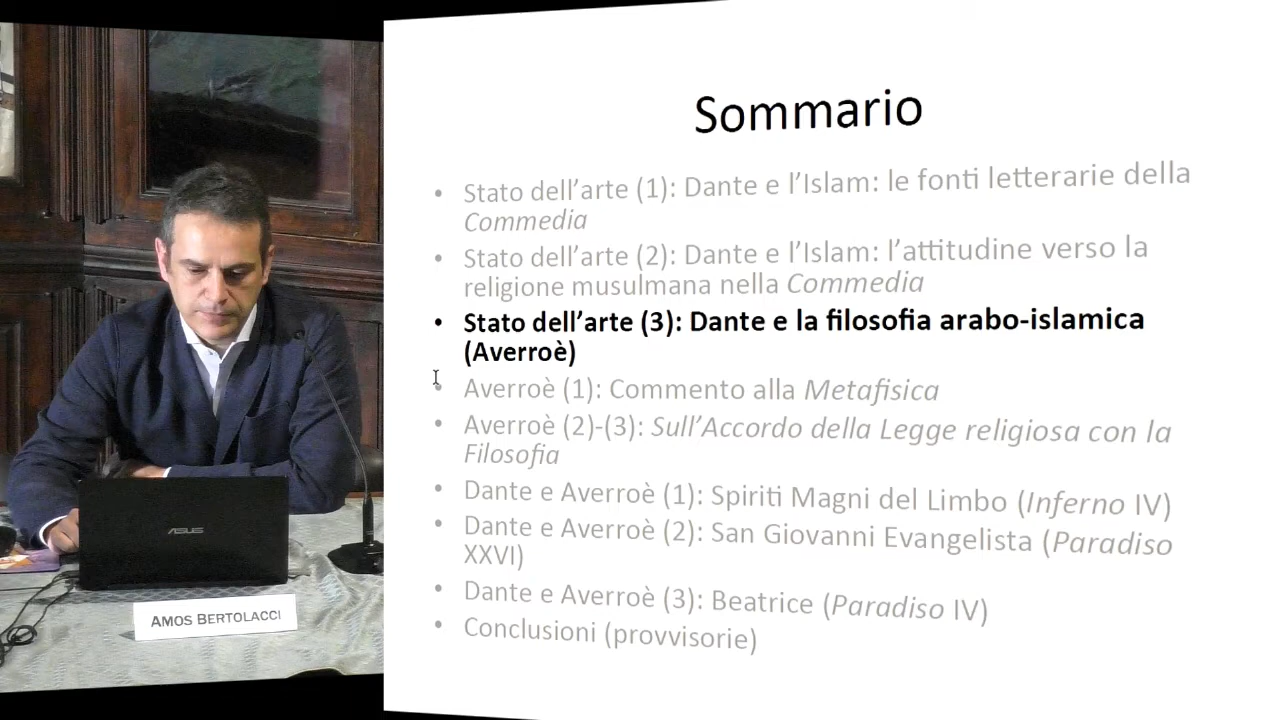 Sommario
• Stato dell'arte (1): Dante e l'Islam: le fonti letterarie della
Commedia
• Stato dell'arte (2): Dante e l'Islam: l'attitudine verso la
religione musulmana nella Commedia
• Stato dell'arte (3): Dante e la filosofia arabo-islamica
(Averroè)
• Averroè (1): Commento alla Metafisica
• Averroè (2)-(3): Sull'Accordo della Legge religiosa con la
Filosofia
• Dante e Averroè (1): Spiriti Magni del Limbo (Inferno IV)
• Dante e Averroè (2): San Giovanni Evangelista (Paradiso
XXVI)
• Dante e Averroè (3): Beatrice (Paradiso IV)
• Conclusioni (provvisorie)
ASUS
AMOS BERTOLACCI